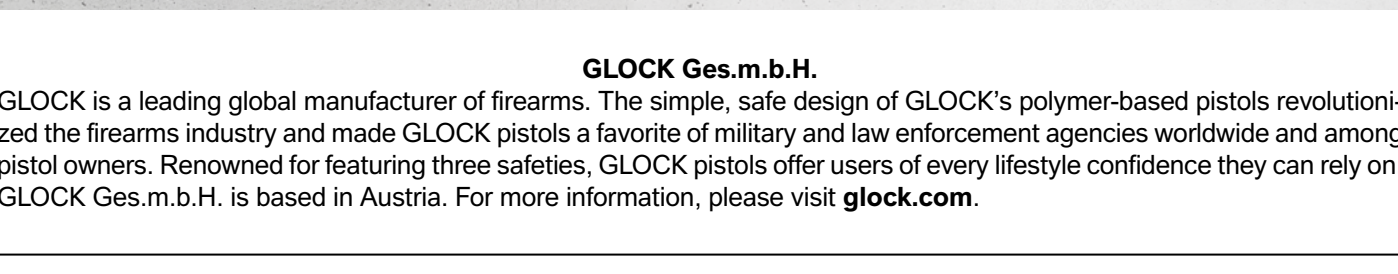 GLOCK Ges.m.b.H.
GLOCK is a leading global manufacturer of firearms. The simple, safe design of GLOCK's polymer-based pistols revolutioni-
zed the firearms industry and made GLOCK pistols a favorite of military and law enforcement agencies worldwide and among
pistol owners. Renowned for featuring three safeties, GLOCK pistols offer users of every lifestyle confidence they can rely on
GLOCK Ges.m.b.H. is based in Austria. For more information, please visit glock.com.